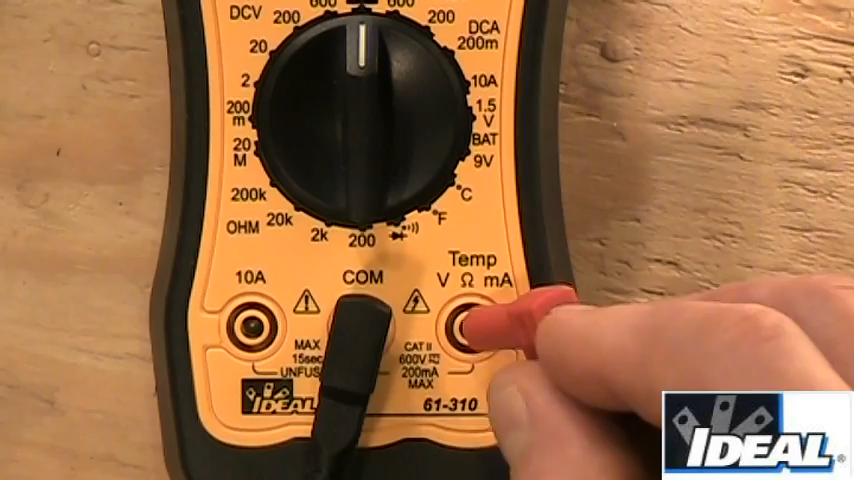 600 600
DCV 200 200 DCA
20 200m
2 10A
200 1.5
m V
20 BAT
M 9V
200k °C
OHM 20k °F
2k 200
Temp
10A COM V Ω mA
MAX CAT II
15sec 600V
UNFUS 200mA
MAX
IDEAL 61-310
IDEAL®